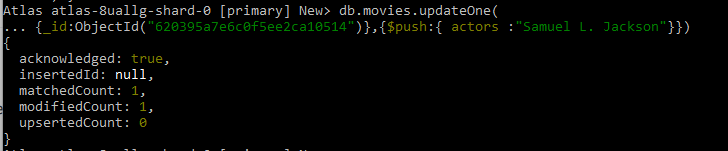 Atlas atlas-8uallg-shard-0 [primary] New> db.movies.updateOne(
... {_id:ObjectId("620395a7e6c0f5ee2ca10514")},{$push:{ actors :"Samuel L. Jackson"}})
{
  acknowledged: true,
  insertedId: null,
  matchedCount: 1,
  modifiedCount: 1,
  upsertedCount: 0
}